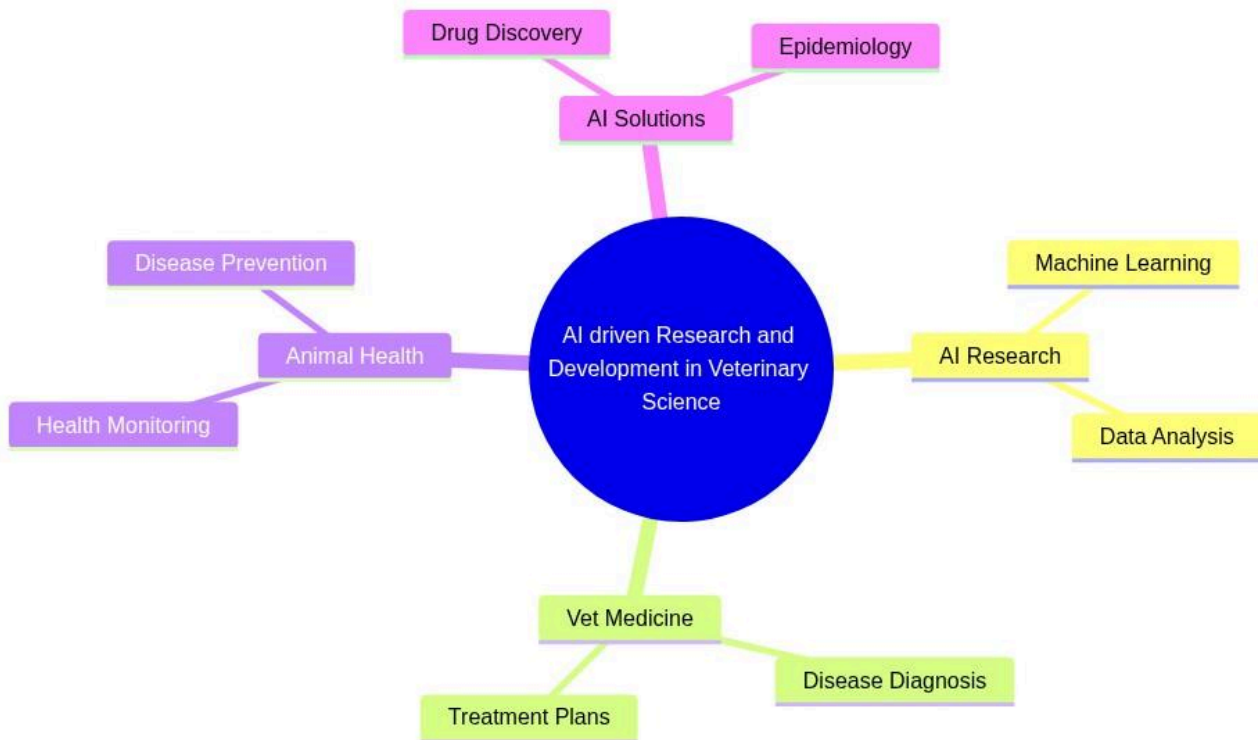 Drug Discovery
Epidemiology
AI Solutions
Disease Prevention
Machine Learning
Animal Health
AI driven Research and
Development in Veterinary
Science
AI Research
Health Monitoring
Data Analysis
Vet Medicine
Disease Diagnosis
Treatment Plans